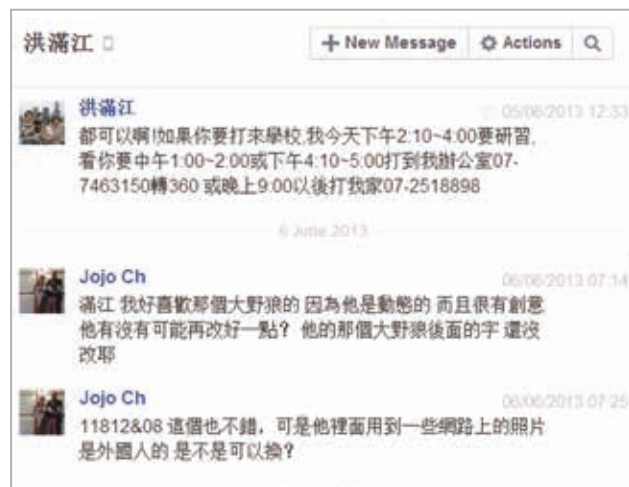 洪滿江
New Message
Actions
洪滿江
05/06/2013 12:33
都可以啊!如果你要打來學校,我今天下午2:10~4:00要研習,
看你要中午1:00~2:00或下午4:10~5:00打到我辦公室07-
7463150轉360 或晚上9:00以後打我家07-2518898
6 June 2013
Jojo Ch
06/06/2013 07:14
滿江 我好喜歡那個大野狼的 因為他是動態的 而且很有創意
他有沒有可能再改好一點? 他的那個大野狼後面的字 還沒
改耶
Jojo Ch
06/06/2013 07:25
11812&08 這個也不錯，可是他裡面用到一些網路上的照片
是外國人的 是不是可以換?